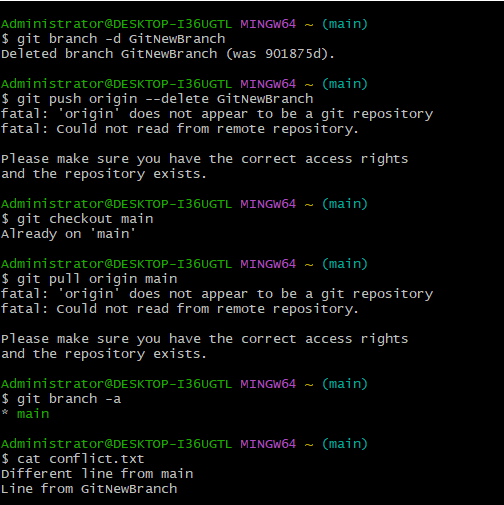 Administrator@DESKTOP-I36UGTL MINGW64 ~ (main)
$ git branch -d GitNewBranch
Deleted branch GitNewBranch (was 901875d).
Administrator@DESKTOP-I36UGTL MINGW64 ~ (main)
$ git push origin --delete GitNewBranch
fatal: 'origin' does not appear to be a git repository
fatal: Could not read from remote repository.
Please make sure you have the correct access rights
and the repository exists.
Administrator@DESKTOP-I36UGTL MINGW64 ~ (main)
$ git checkout main
Already on 'main'
Administrator@DESKTOP-I36UGTL MINGW64 ~ (main)
$ git pull origin main
fatal: 'origin' does not appear to be a git repository
fatal: Could not read from remote repository.
Please make sure you have the correct access rights
and the repository exists.
Administrator@DESKTOP-I36UGTL MINGW64 ~ (main)
$ git branch -a
* main
Administrator@DESKTOP-I36UGTL MINGW64 ~ (main)
$ cat conflict.txt
Different line from main
Line from GitNewBranch